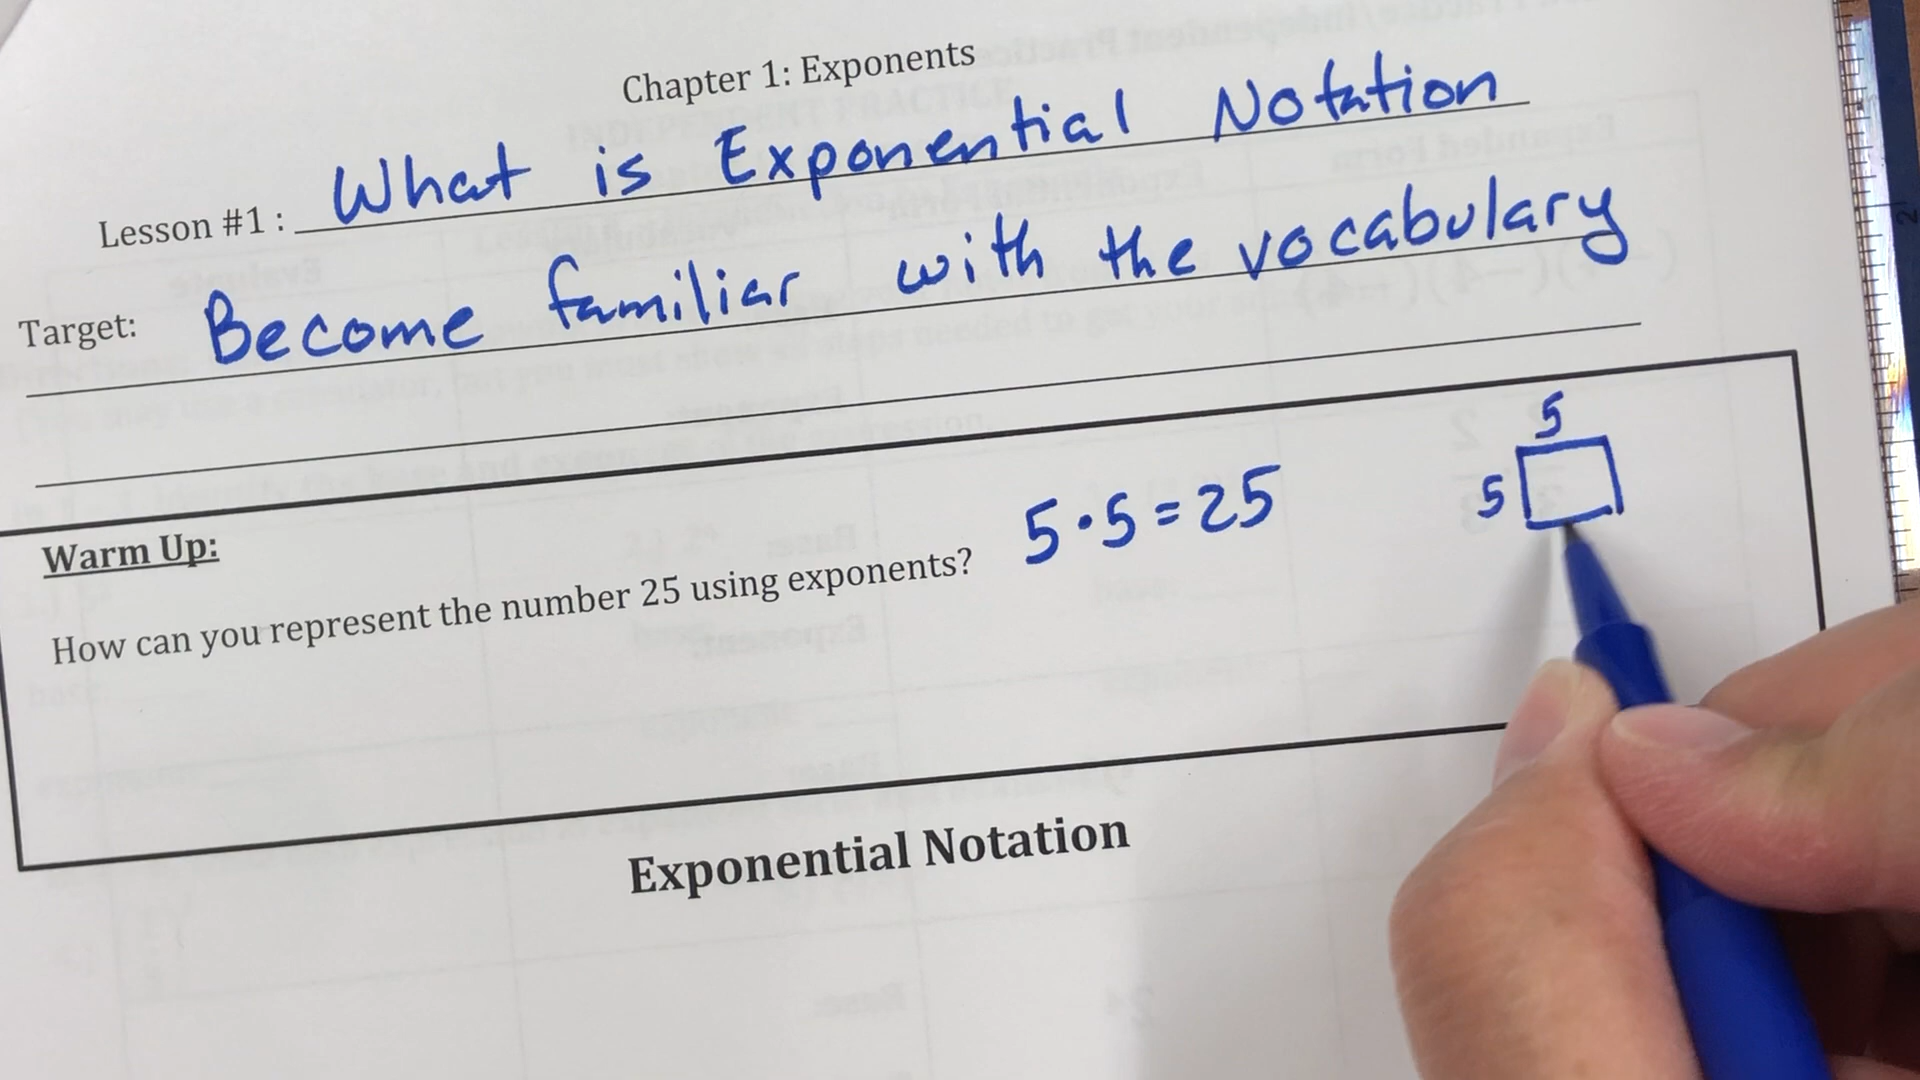 Chapter 1: Exponents
Lesson #1 : What is Exponential Notation
Target: Become familiar with the vocabulary
5
5
Warm Up:
How can you represent the number 25 using exponents? 5 · 5 = 25
Exponential Notation